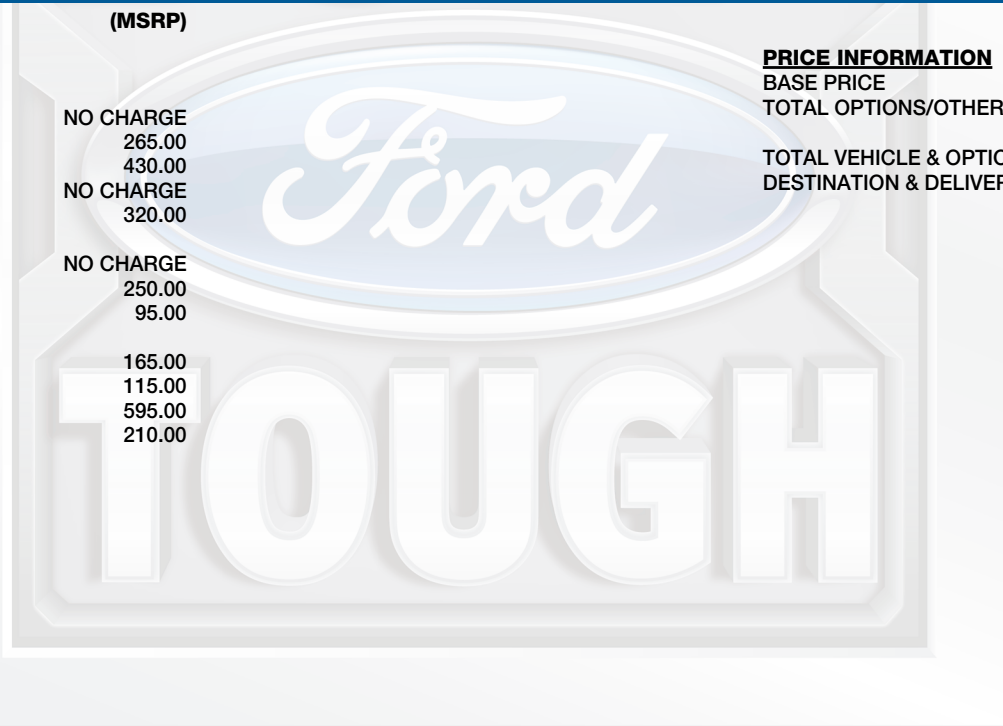 (MSRP)
NO CHARGE
265.00
430.00
NO CHARGE
320.00
NO CHARGE
250.00
95.00
165.00
115.00
595.00
210.00
PRICE INFORMATION
BASE PRICE
TOTAL OPTIONS/OTHER
TOTAL VEHICLE & OPTIO
DESTINATION & DELIVER
Ford
TOUGH